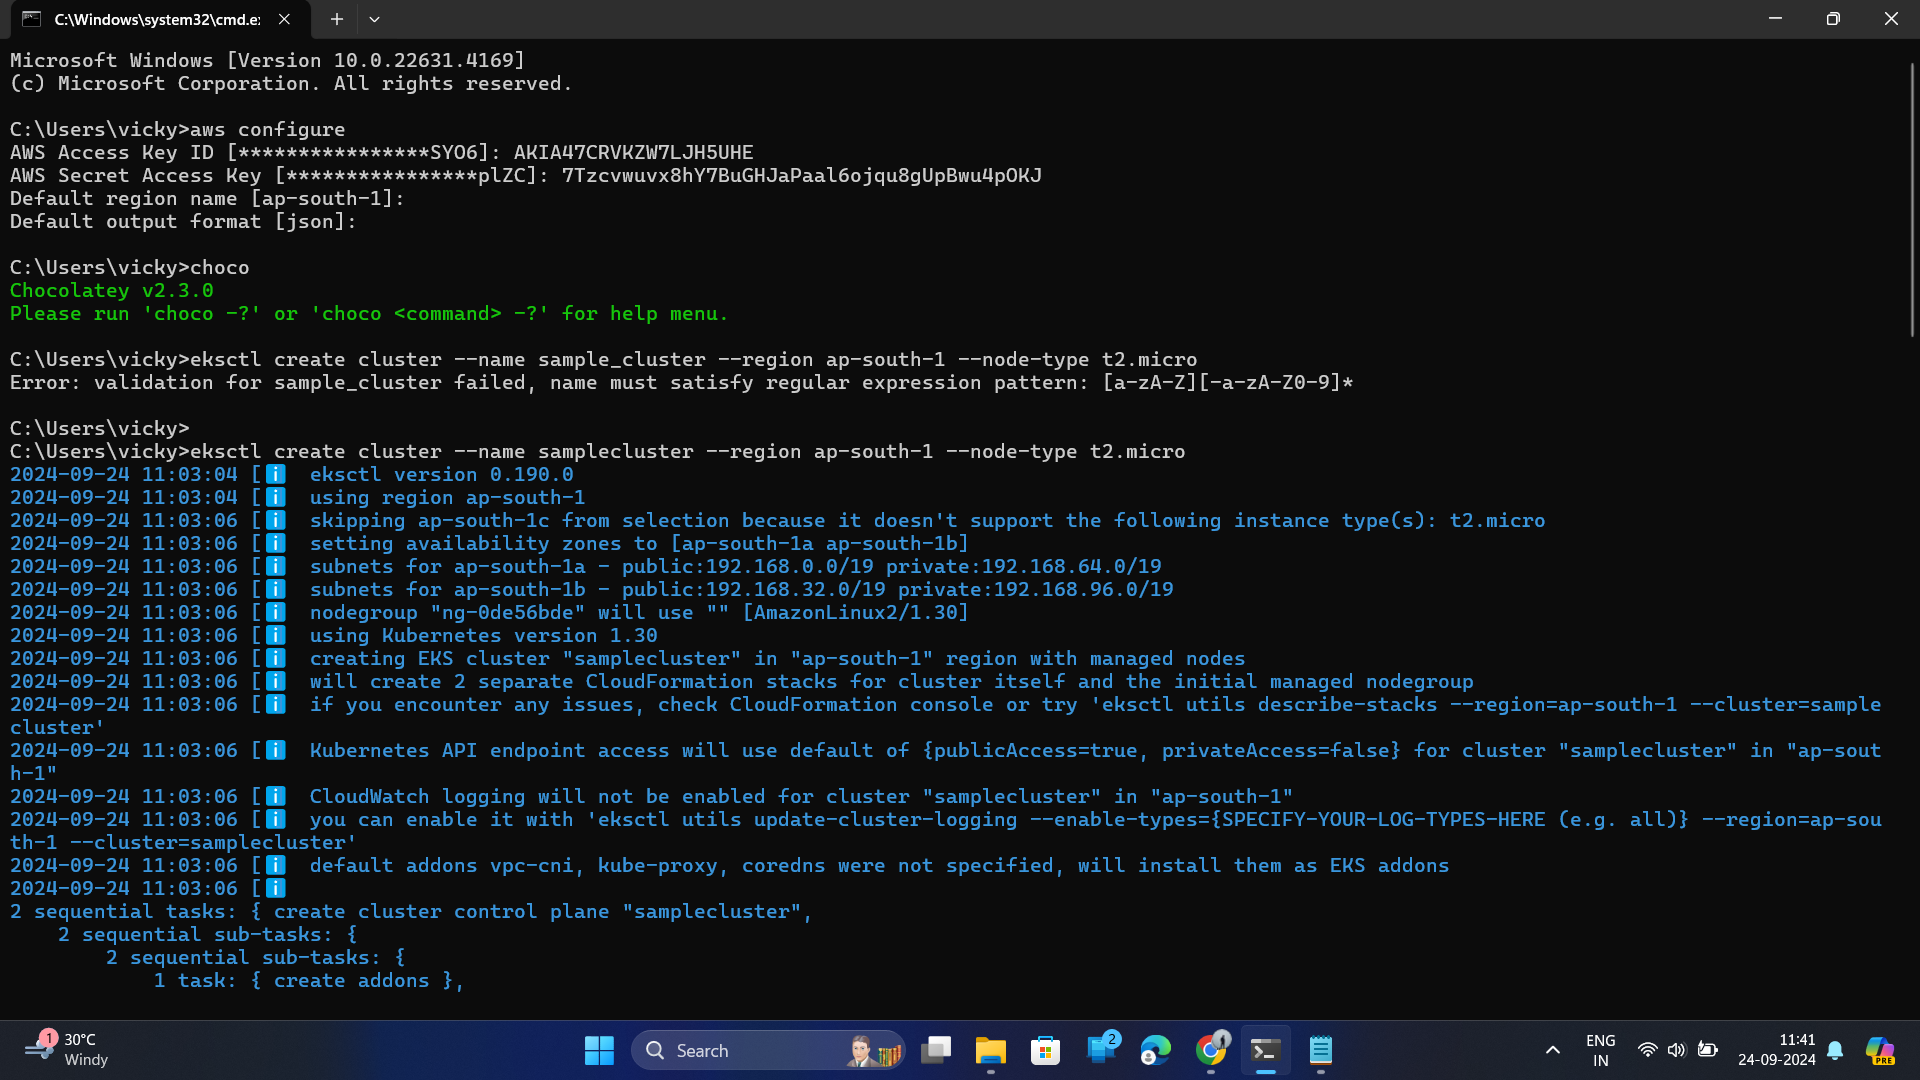 C:\Windows\system32\cmd.e:
Microsoft Windows [Version 10.0.22631.4169]
(c) Microsoft Corporation. All rights reserved.
C:\Users\vicky>aws configure
AWS Access Key ID [****************SYO6]: AKIA47CRVKZW7LJH5UHE
AWS Secret Access Key [****************plZC]: 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
Default region name [ap-south-1]:
Default output format [json]:
C:\Users\vicky>choco
Chocolatey v2.3.0
Please run 'choco -?' or 'choco <command> -?' for help menu.
C:\Users\vicky>eksctl create cluster --name sample_cluster --region ap-south-1 --node-type t2.micro
Error: validation for sample_cluster failed, name must satisfy regular expression pattern: [a-zA-Z][-a-zA-Z0-9]*
C:\Users\vicky>
C:\Users\vicky>eksctl create cluster --name samplecluster --region ap-south-1 --node-type t2.micro
2024-09-24 11:03:04 [ℹ  eksctl version 0.190.0
2024-09-24 11:03:04 [ℹ  using region ap-south-1
2024-09-24 11:03:06 [ℹ  skipping ap-south-1c from selection because it doesn't support the following instance type(s): t2.micro
2024-09-24 11:03:06 [ℹ  setting availability zones to [ap-south-1a ap-south-1b]
2024-09-24 11:03:06 [ℹ  subnets for ap-south-1a - public:192.168.0.0/19 private:192.168.64.0/19
2024-09-24 11:03:06 [ℹ  subnets for ap-south-1b - public:192.168.32.0/19 private:192.168.96.0/19
2024-09-24 11:03:06 [ℹ  nodegroup "ng-0de56bde" will use "" [AmazonLinux2/1.30]
2024-09-24 11:03:06 [ℹ  using Kubernetes version 1.30
2024-09-24 11:03:06 [ℹ  creating EKS cluster "samplecluster" in "ap-south-1" region with managed nodes
2024-09-24 11:03:06 [ℹ  will create 2 separate CloudFormation stacks for cluster itself and the initial managed nodegroup
2024-09-24 11:03:06 [ℹ  if you encounter any issues, check CloudFormation console or try 'eksctl utils describe-stacks --region=ap-south-1 --cluster=sample
cluster'
2024-09-24 11:03:06 [ℹ  Kubernetes API endpoint access will use default of {publicAccess=true, privateAccess=false} for cluster "samplecluster" in "ap-sout
h-1"
2024-09-24 11:03:06 [ℹ  CloudWatch logging will not be enabled for cluster "samplecluster" in "ap-south-1"
2024-09-24 11:03:06 [ℹ  you can enable it with 'eksctl utils update-cluster-logging --enable-types={SPECIFY-YOUR-LOG-TYPES-HERE (e.g. all)} --region=ap-sou
th-1 --cluster=samplecluster'
2024-09-24 11:03:06 [ℹ  default addons vpc-cni, kube-proxy, coredns were not specified, will install them as EKS addons
2024-09-24 11:03:06 [ℹ
2 sequential tasks: { create cluster control plane "samplecluster",
2 sequential sub-tasks: {
2 sequential sub-tasks: {
1 task: { create addons },
1
30°C
Windy
Search
2
ENG
IN
11:41
24-09-2024
PRE